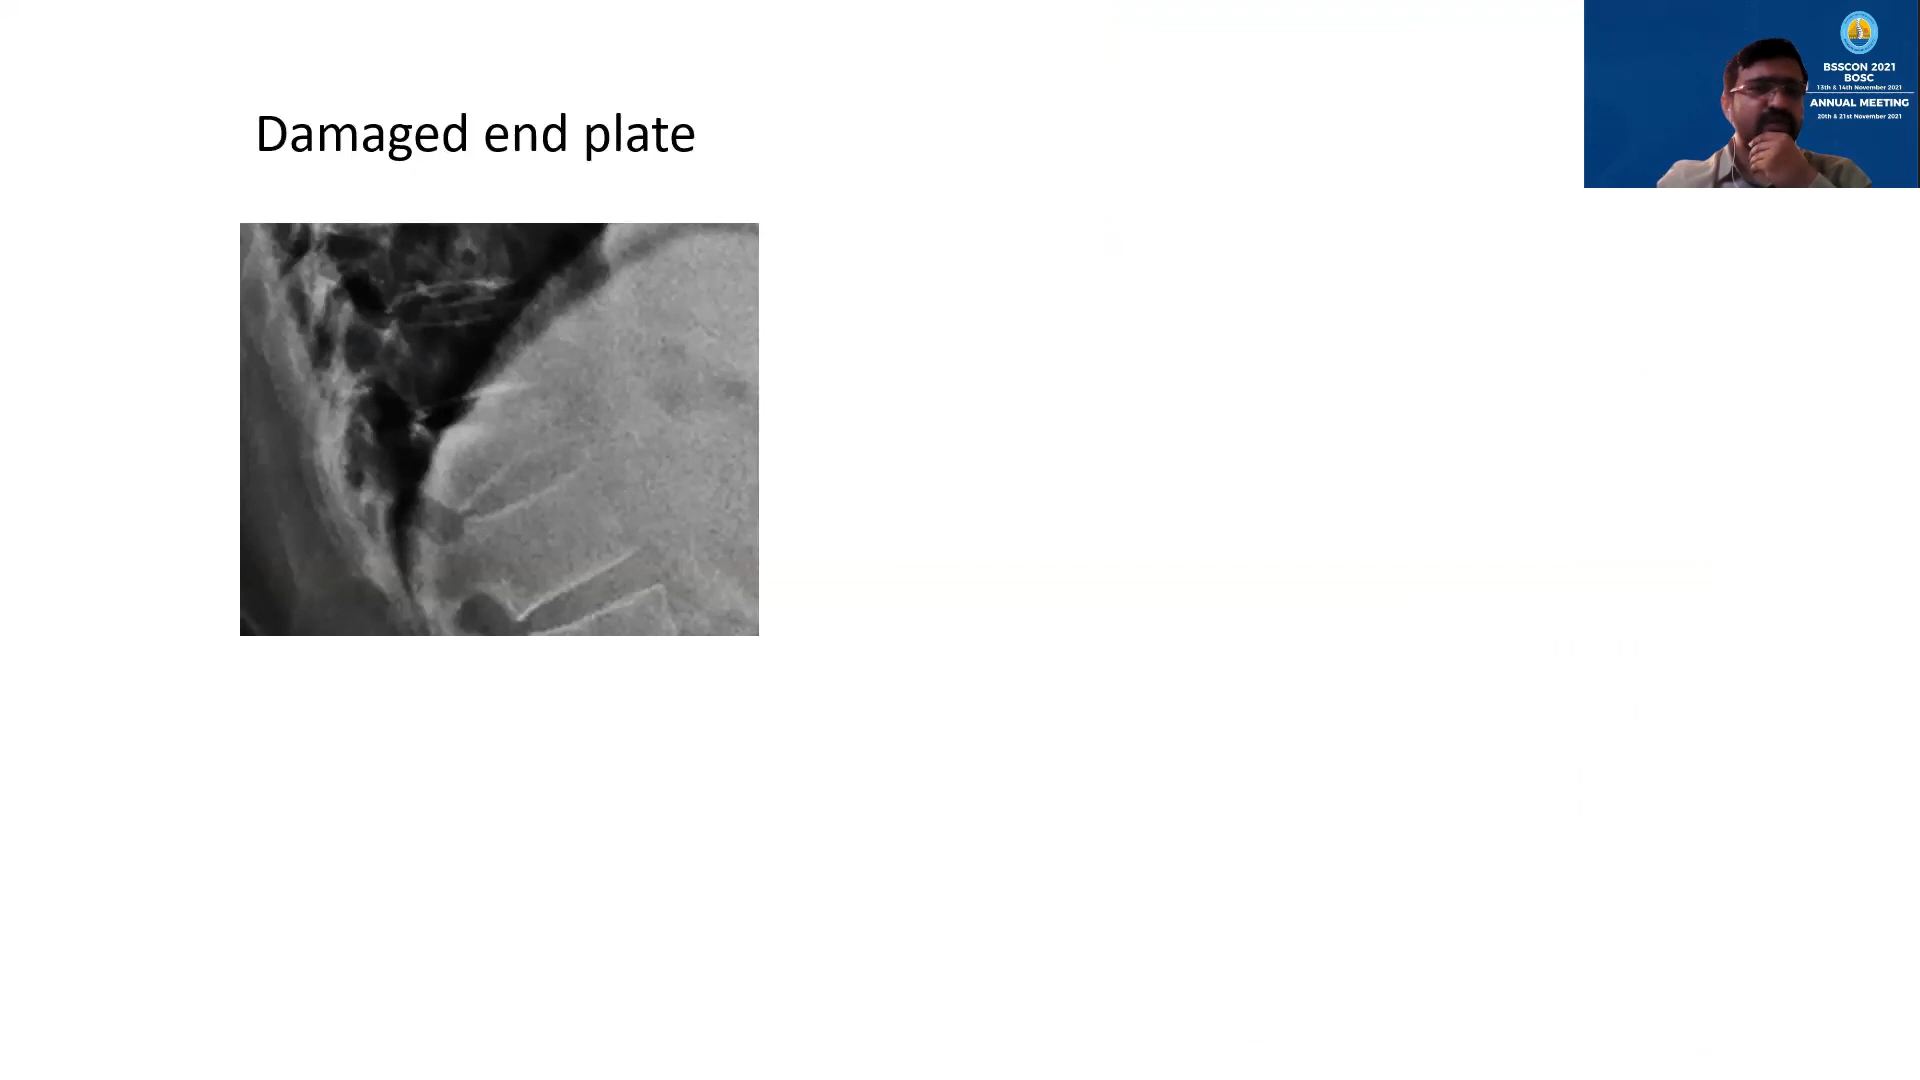 Damaged end plate
BSSCON 2021
BOSC
13th & 14th November 2021
ANNUAL MEETING
20th & 21st November 2021